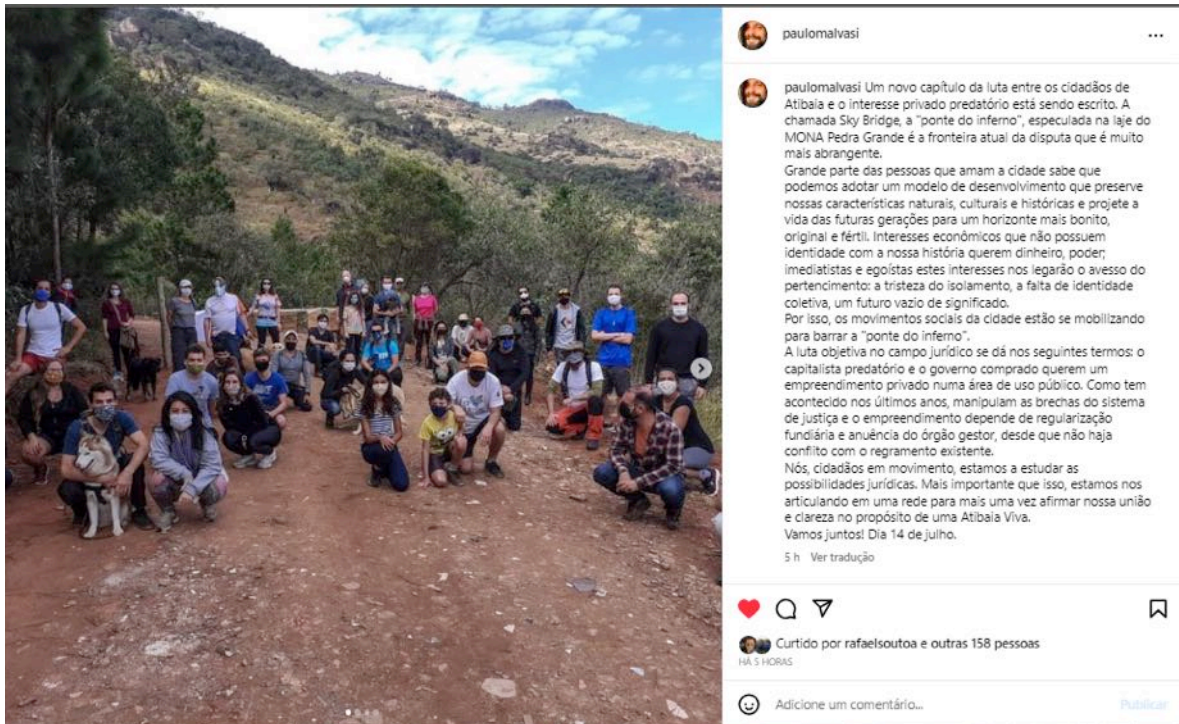 paulomalvasi
paulomalvasi Um novo capítulo da luta entre os cidadãos de
Atibaia e o interesse privado predatório está sendo escrito. A
chamada Sky Bridge, a "ponte do inferno", especulada na laje do
MONA Pedra Grande é a fronteira atual da disputa que é muito
mais abrangente.
Grande parte das pessoas que amam a cidade sabe que
podemos adotar um modelo de desenvolvimento que preserve
nossas características naturais, culturais e históricas e projete a
vida das futuras gerações para um horizonte mais bonito,
original e fértil. Interesses econômicos que não possuem
identidade com a nossa história querem dinheiro, poder;
imediatistas e egoístas estes interesses nos legarão o avesso do
pertencimento: a tristeza do isolamento, a falta de identidade
coletiva, um futuro vazio de significado.
Por isso, os movimentos sociais da cidade estão se mobilizando
para barrar a "ponte do inferno".
A luta objetiva no campo jurídico se dá nos seguintes termos: o
capitalista predatório e o governo comprado querem um
empreendimento privado numa área de uso público. Como tem
acontecido nos últimos anos, manipulam as brechas do sistema
de justiça e o empreendimento depende de regularização
fundiária e anuência do órgão gestor, desde que não haja
conflito com o regramento existente.
Nós, cidadãos em movimento, estamos a estudar as
possibilidades jurídicas. Mais importante que isso, estamos nos
articulando em uma rede para mais uma vez afirmar nossa união
e clareza no propósito de uma Atibaia Viva.
Vamos juntos! Dia 14 de julho.
5 h Ver tradução
Curtido por rafaelsoutoa e outras 158 pessoas
HÁ 5 HORAS
Adicione um comentário... Publicar